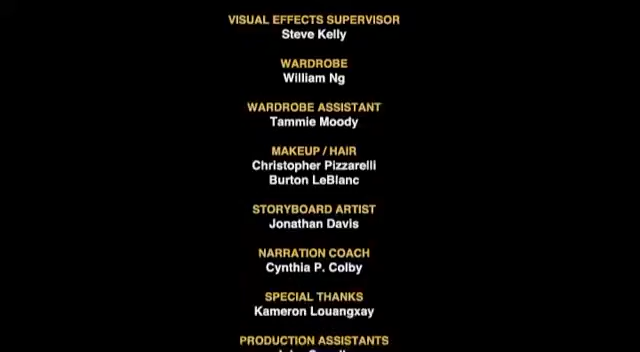 VISUAL EFFECTS SUPERVISOR
Steve Kelly
WARDROBE
William Ng
WARDROBE ASSISTANT
Tammie Moody
MAKEUP / HAIR
Christopher Pizzarelli
Burton LeBlanc
STORYBOARD ARTIST
Jonathan Davis
NARRATION COACH
Cynthia P. Colby
SPECIAL THANKS
Kameron Louangxay
PRODUCTION ASSISTANTS